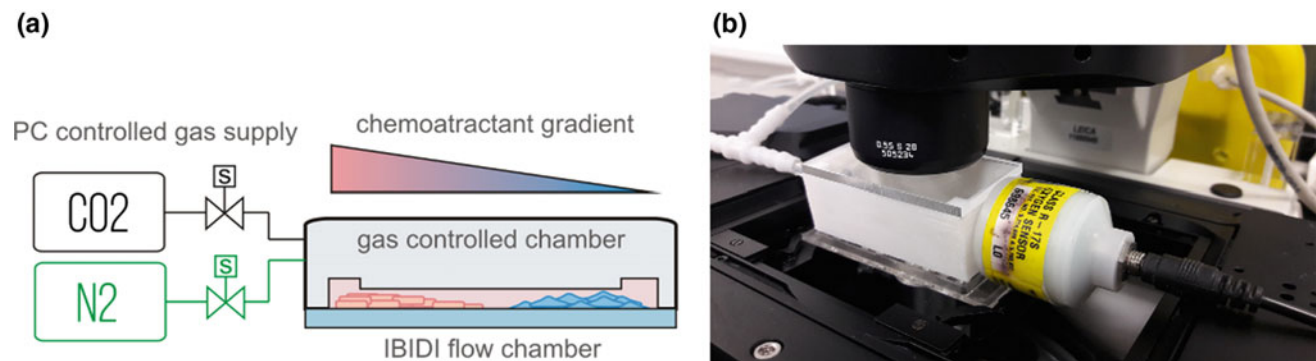 (a)
PC controlled gas supply
chemoatractant gradient
S
CO2
gas controlled chamber
S
N2
IBIDI flow chamber
(b)
0.55 S 28
505234
LEICA
CLASS R-17S
OXYGEN SENSOR
LO